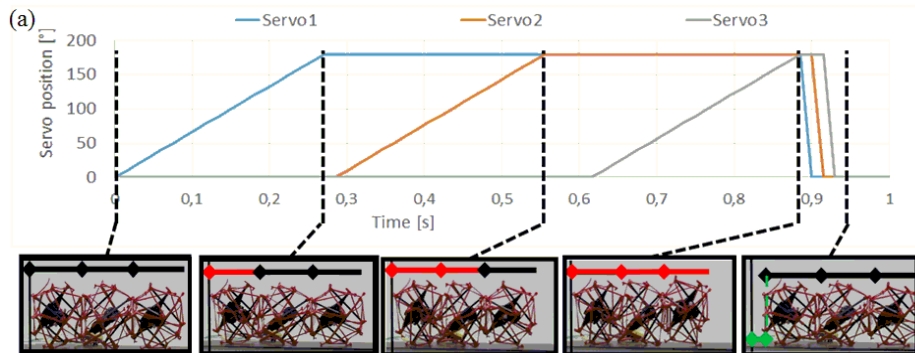 (a)
Servo1 Servo2 Servo3
Servo position [°]
200
150
100
50
0
0 0,1 0,2 0,3 0,4 0,5 0,6 0,7 0,8 0,9 1
Time [s]